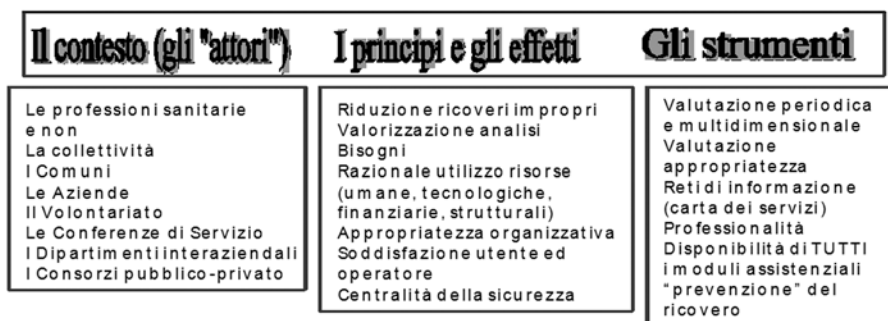 Il contesto (gli "attori")
I principi e gli effetti
Gli strumenti
Le professioni sanitarie
e non
La collettività
I Comuni
Le Aziende
Il Volontariato
Le Conferenze di Servizio
I Dipartimenti interaziendali
I Consorzi pubblico-privato
Riduzione ricoveri impropri
Valorizzazione analisi
Bisogni
Razionale utilizzo risorse
(umane, tecnologiche,
finanziarie, strutturali)
Appropriatezza organizzativa
Soddisfazione utente ed
operatore
Centralità della sicurezza
Valutazione periodica
e multidimensionale
Valutazione
appropriatezza
Reti di informazione
(carta dei servizi)
Professionalità
Disponibilità di TUTTI
i moduli assistenziali
“prevenzione” del
ricovero